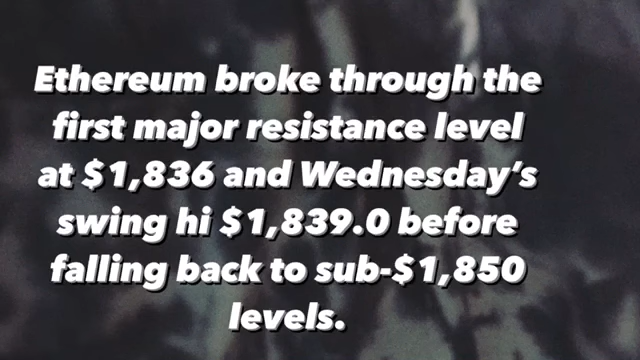 Ethereum broke through the
first major resistance level
at $1,836 and Wednesday's
swing hi $1,839.0 before
falling back to sub-$1,850
levels.